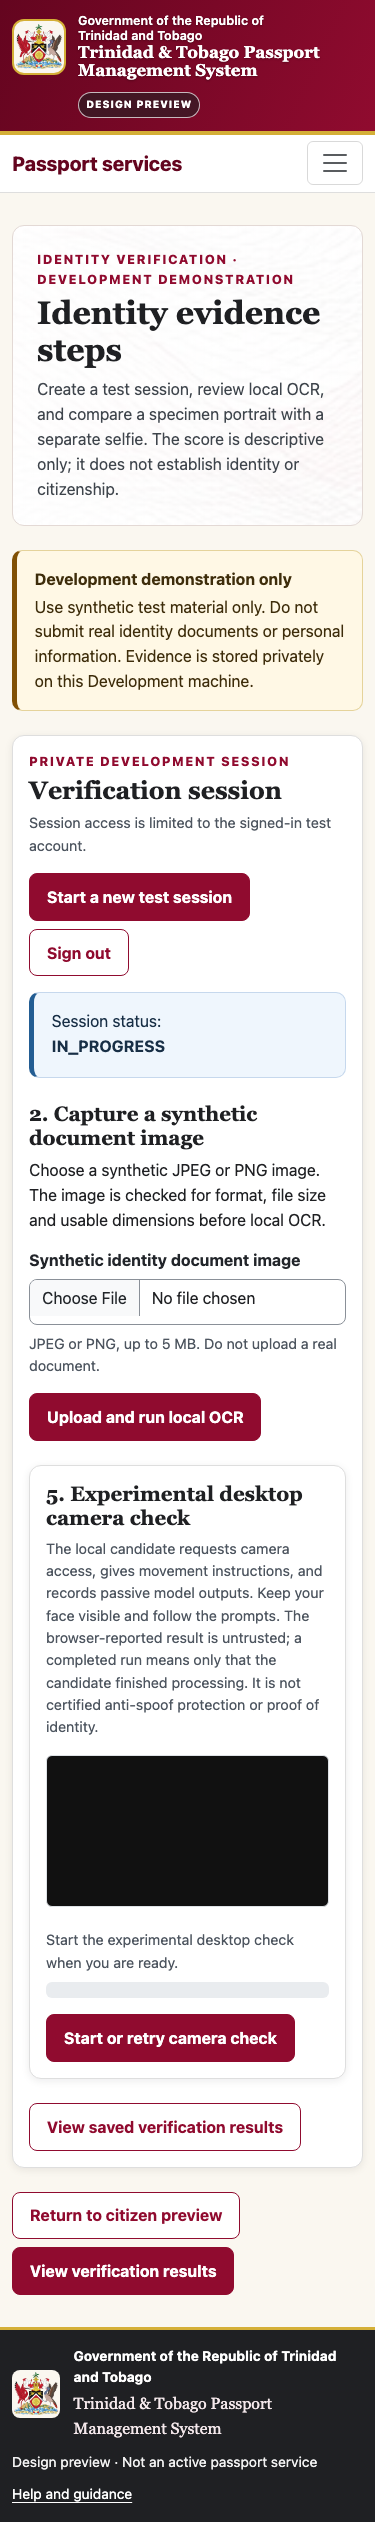 Government of the Republic of
Trinidad and Tobago
Trinidad & Tobago Passport
Management System
DESIGN PREVIEW
Passport services
IDENTITY VERIFICATION ·
DEVELOPMENT DEMONSTRATION
Identity evidence
steps
Create a test session, review local OCR,
and compare a specimen portrait with a
separate selfie. The score is descriptive
only; it does not establish identity or
citizenship.
Development demonstration only
Use synthetic test material only. Do not
submit real identity documents or personal
information. Evidence is stored privately
on this Development machine.
PRIVATE DEVELOPMENT SESSION
Verification session
Session access is limited to the signed-in test
account.
Start a new test session
Sign out
Session status:
IN_PROGRESS
2. Capture a synthetic
document image
Choose a synthetic JPEG or PNG image.
The image is checked for format, file size
and usable dimensions before local OCR.
Synthetic identity document image
Choose File No file chosen
JPEG or PNG, up to 5 MB. Do not upload a real
document.
Upload and run local OCR
5. Experimental desktop
camera check
The local candidate requests camera
access, gives movement instructions, and
records passive model outputs. Keep your
face visible and follow the prompts. The
browser-reported result is untrusted; a
completed run means only that the
candidate finished processing. It is not
certified anti-spoof protection or proof of
identity.
Start the experimental desktop check
when you are ready.
Start or retry camera check
View saved verification results
Return to citizen preview
View verification results
Government of the Republic of Trinidad
and Tobago
Trinidad & Tobago Passport
Management System
Design preview · Not an active passport service
Help and guidance